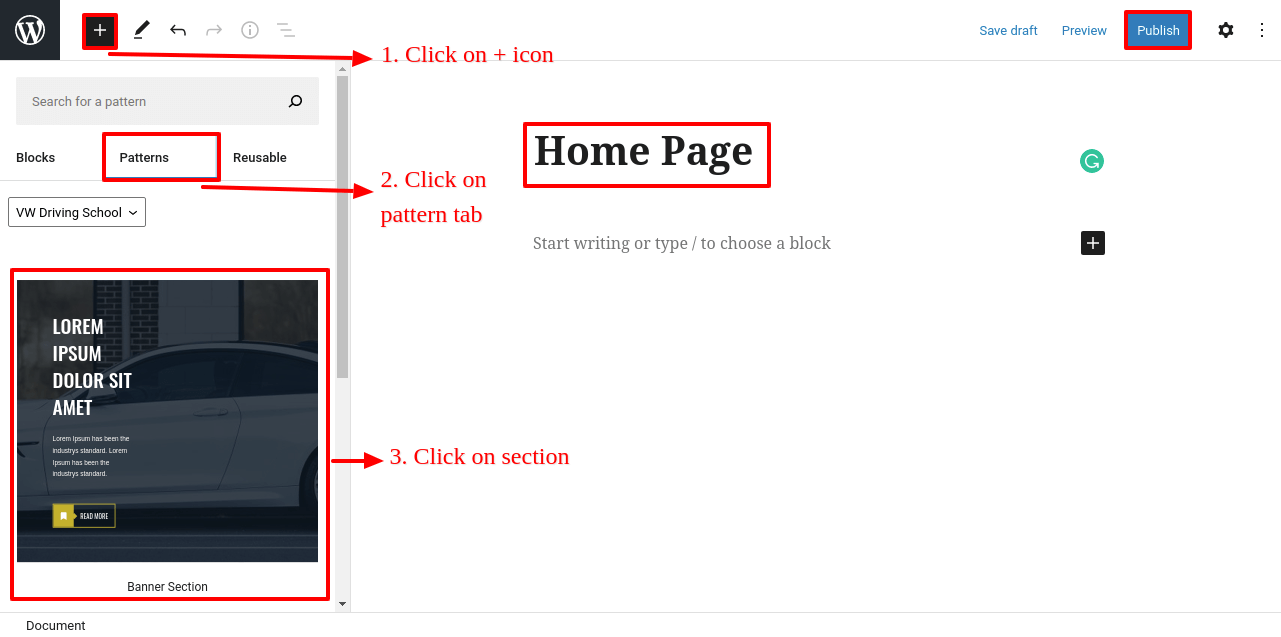 Save draft
Preview
Publish
1. Click on + icon
Search for a pattern
Blocks
Patterns
Reusable
2. Click on
pattern tab
VW Driving School
Home Page
Start writing or type / to choose a block
LOREM
IPSUM
DOLOR SIT
AMET
Lorem Ipsum has been the
industrys standard. Lorem
Ipsum has been the
industrys standard.
READ MORE
3. Click on section
Banner Section
Document